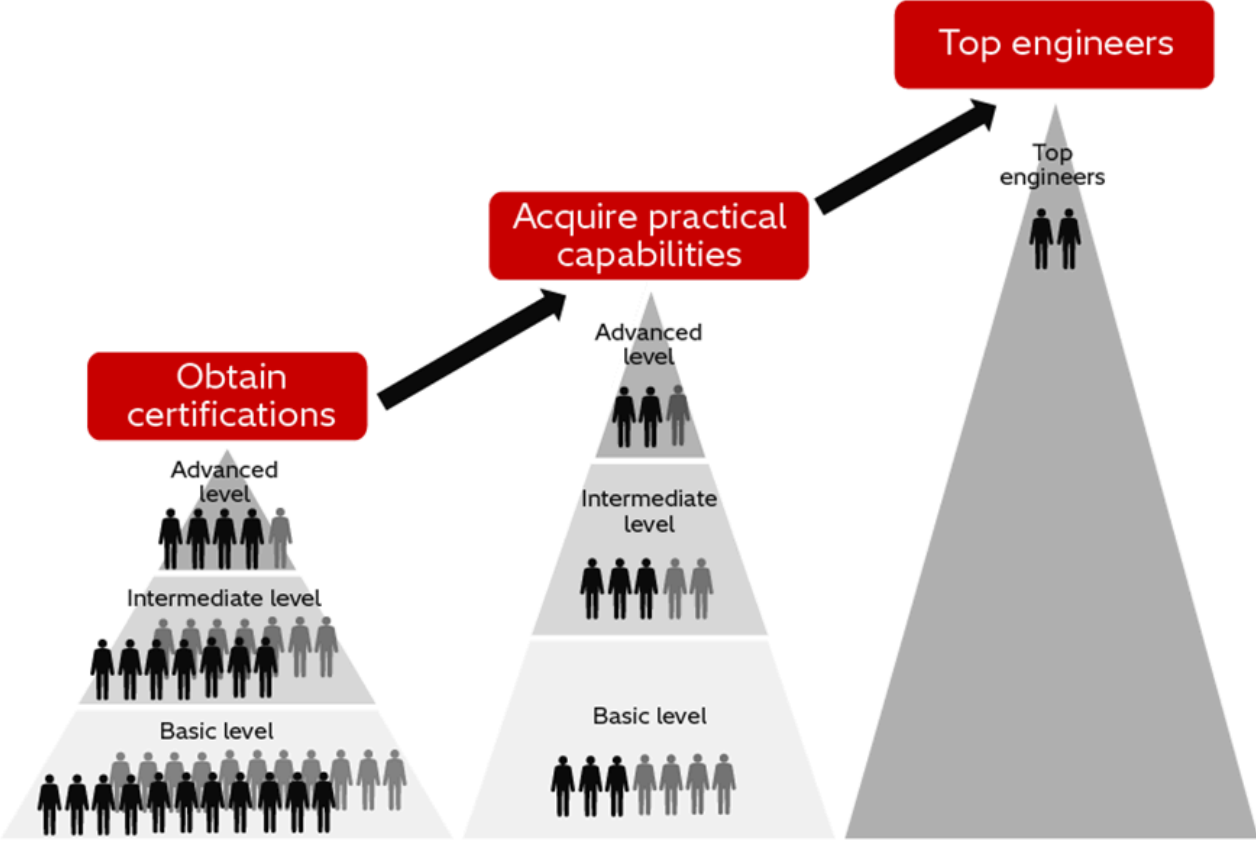 Top engineers
Top
engineers
Acquire practical
capabilities
Advanced
level
Intermediate
level
Basic level
Obtain
certifications
Advanced
level
Intermediate level
Basic level